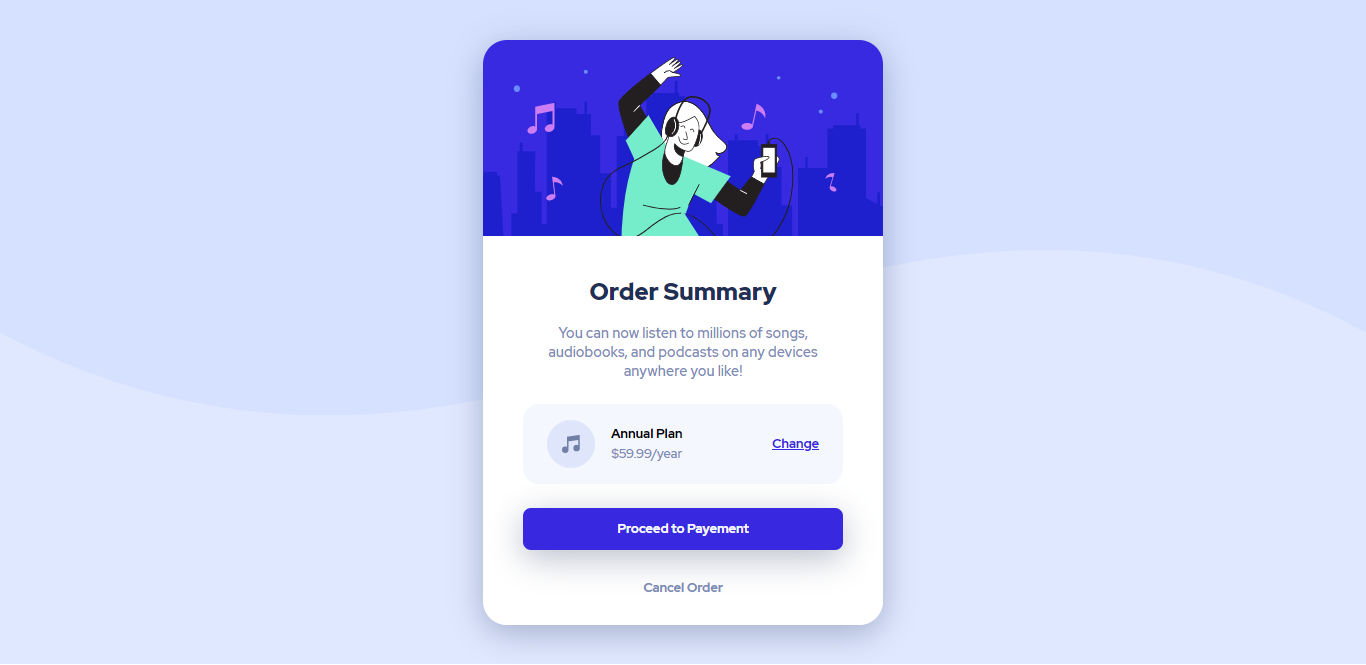 Order Summary
You can now listen to millions of songs,
audiobooks, and podcasts on any devices
anywhere you like!
Annual Plan
$59.99/year
Change
Proceed to Payement
Cancel Order